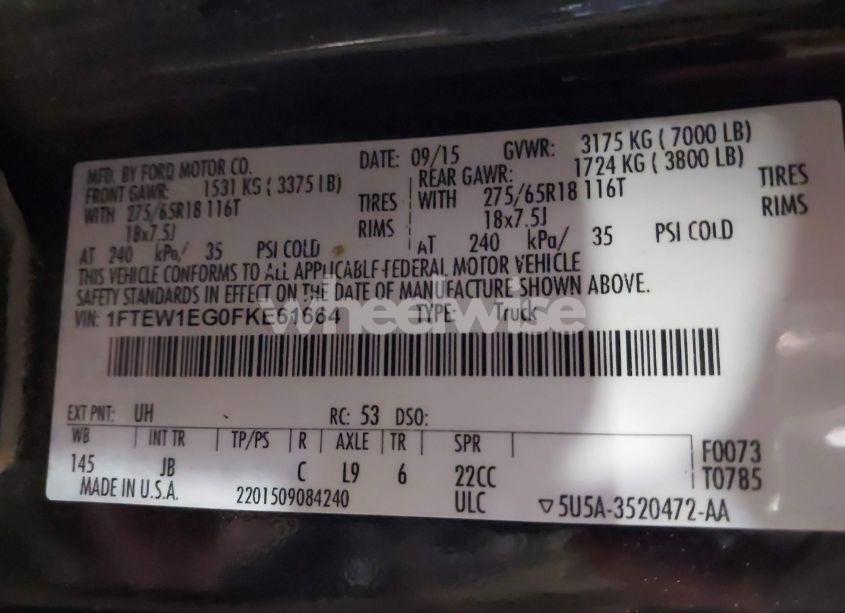 MFD. BY FORD MOTOR CO. DATE: 09/15 GVWR: 3175 KG ( 7000 LB)
FRONT GAWR: 1531 KG ( 3375 LB) REAR GAWR: 1724 KG ( 3800 LB)
WITH 275/65R18 116T TIRES WITH 275/65R18 116T TIRES
18x7.5J RIMS 18x7.5J RIMS
AT 240 kPa/ 35 PSI COLD AT 240 kPa/ 35 PSI COLD
THIS VEHICLE CONFORMS TO ALL APPLICABLE FEDERAL MOTOR VEHICLE
SAFETY STANDARDS IN EFFECT ON THE DATE OF MANUFACTURE SHOWN ABOVE.
VIN: 1FTEW1EG0FKE61664 TYPE: Truck
wheelwise
EXT PNT: UH RC: 53 DSO:
WB INT TR TP/PS R AXLE TR SPR F0073
145 JB C L9 6 22CC T0785
MADE IN U.S.A. 2201509084240 ULC ▽5U5A-3520472-AA